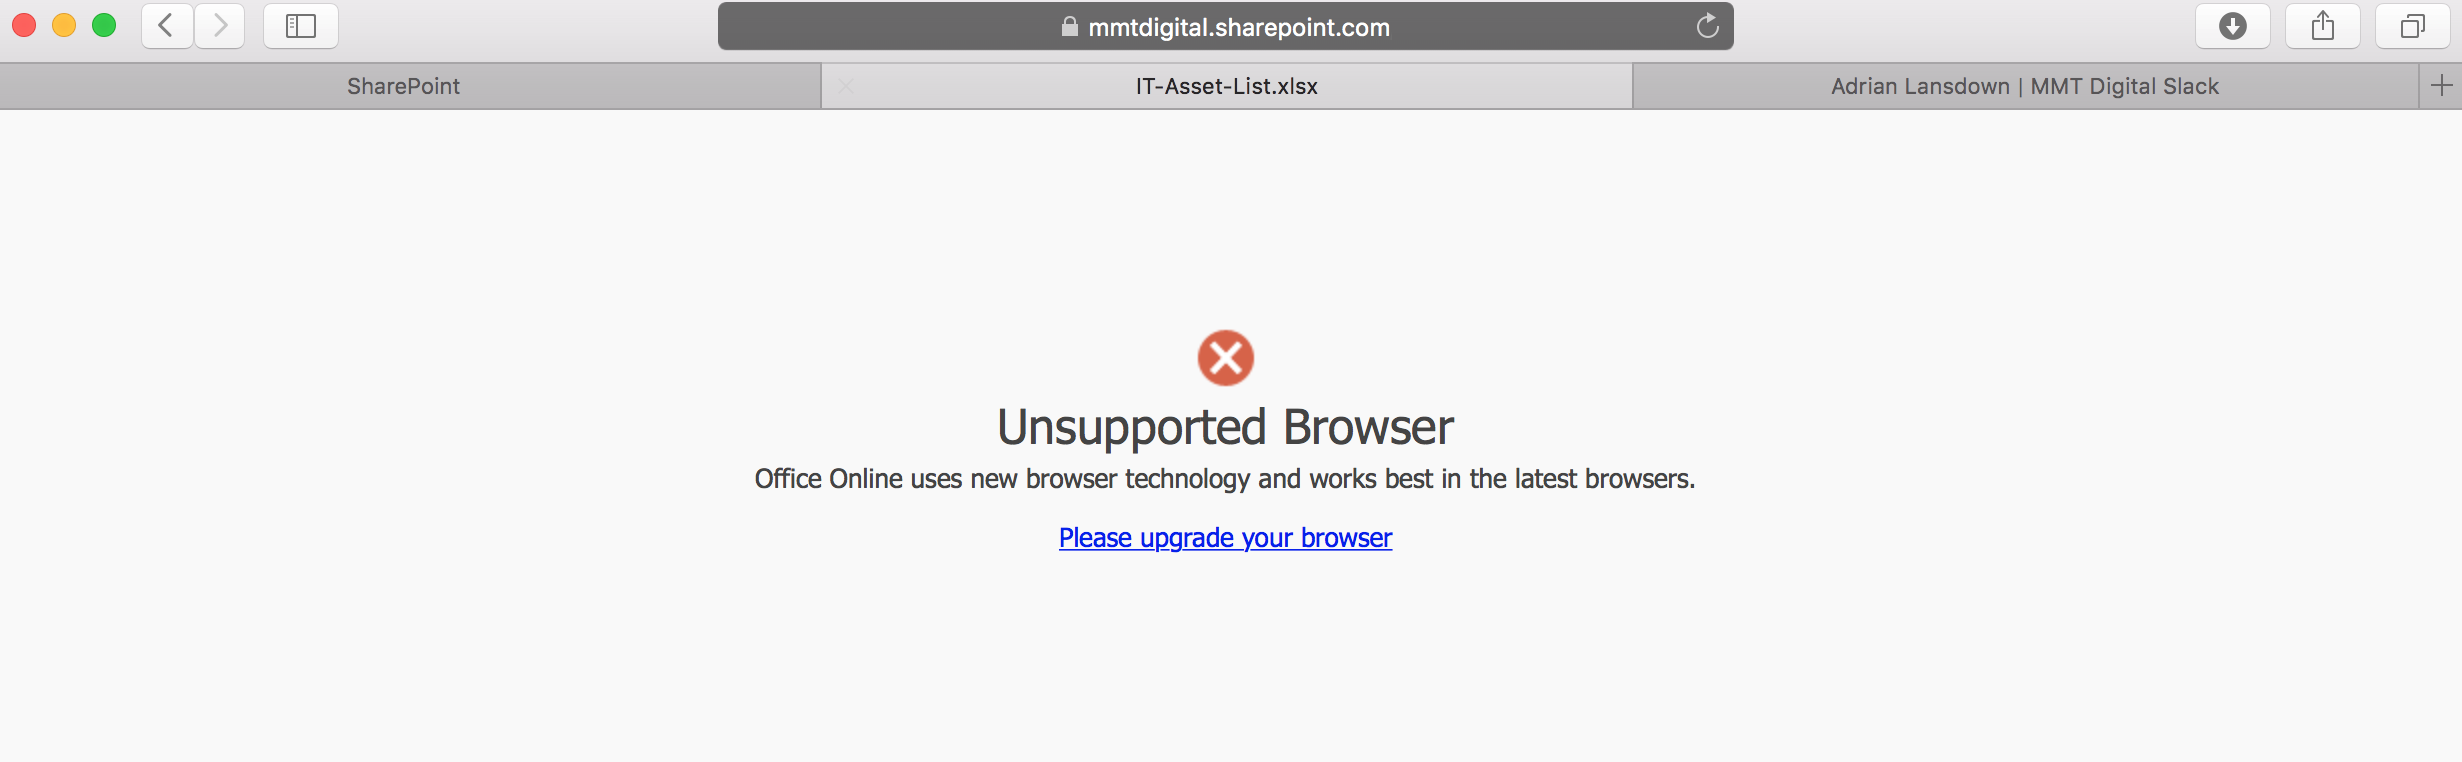 mmtdigital.sharepoint.com
SharePoint
IT-Asset-List.xlsx
Adrian Lansdown | MMT Digital Slack
Unsupported Browser
Office Online uses new browser technology and works best in the latest browsers.
Please upgrade your browser